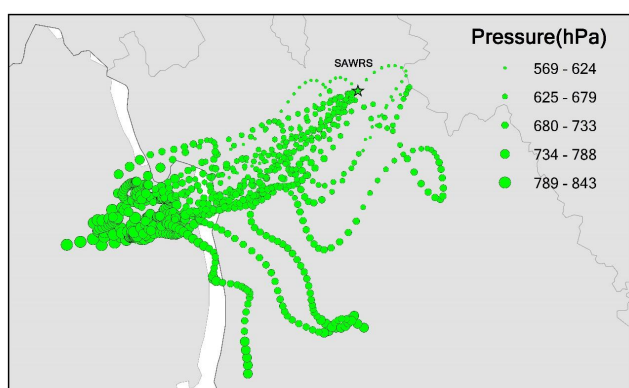 Pressure(hPa)
SAWRS
569 - 624
625 - 679
680 - 733
734 - 788
789 - 843